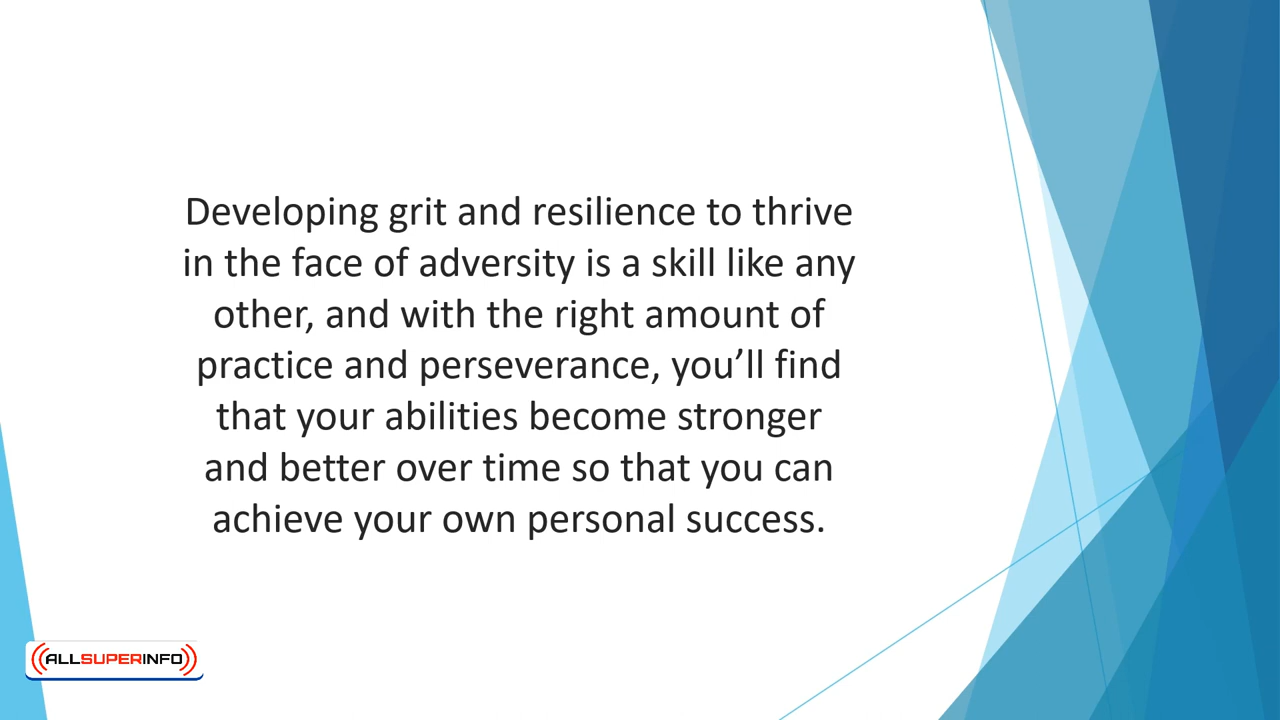 Developing grit and resilience to thrive
in the face of adversity is a skill like any
other, and with the right amount of
practice and perseverance, you’ll find
that your abilities become stronger
and better over time so that you can
achieve your own personal success.
ALLSUPERINFO